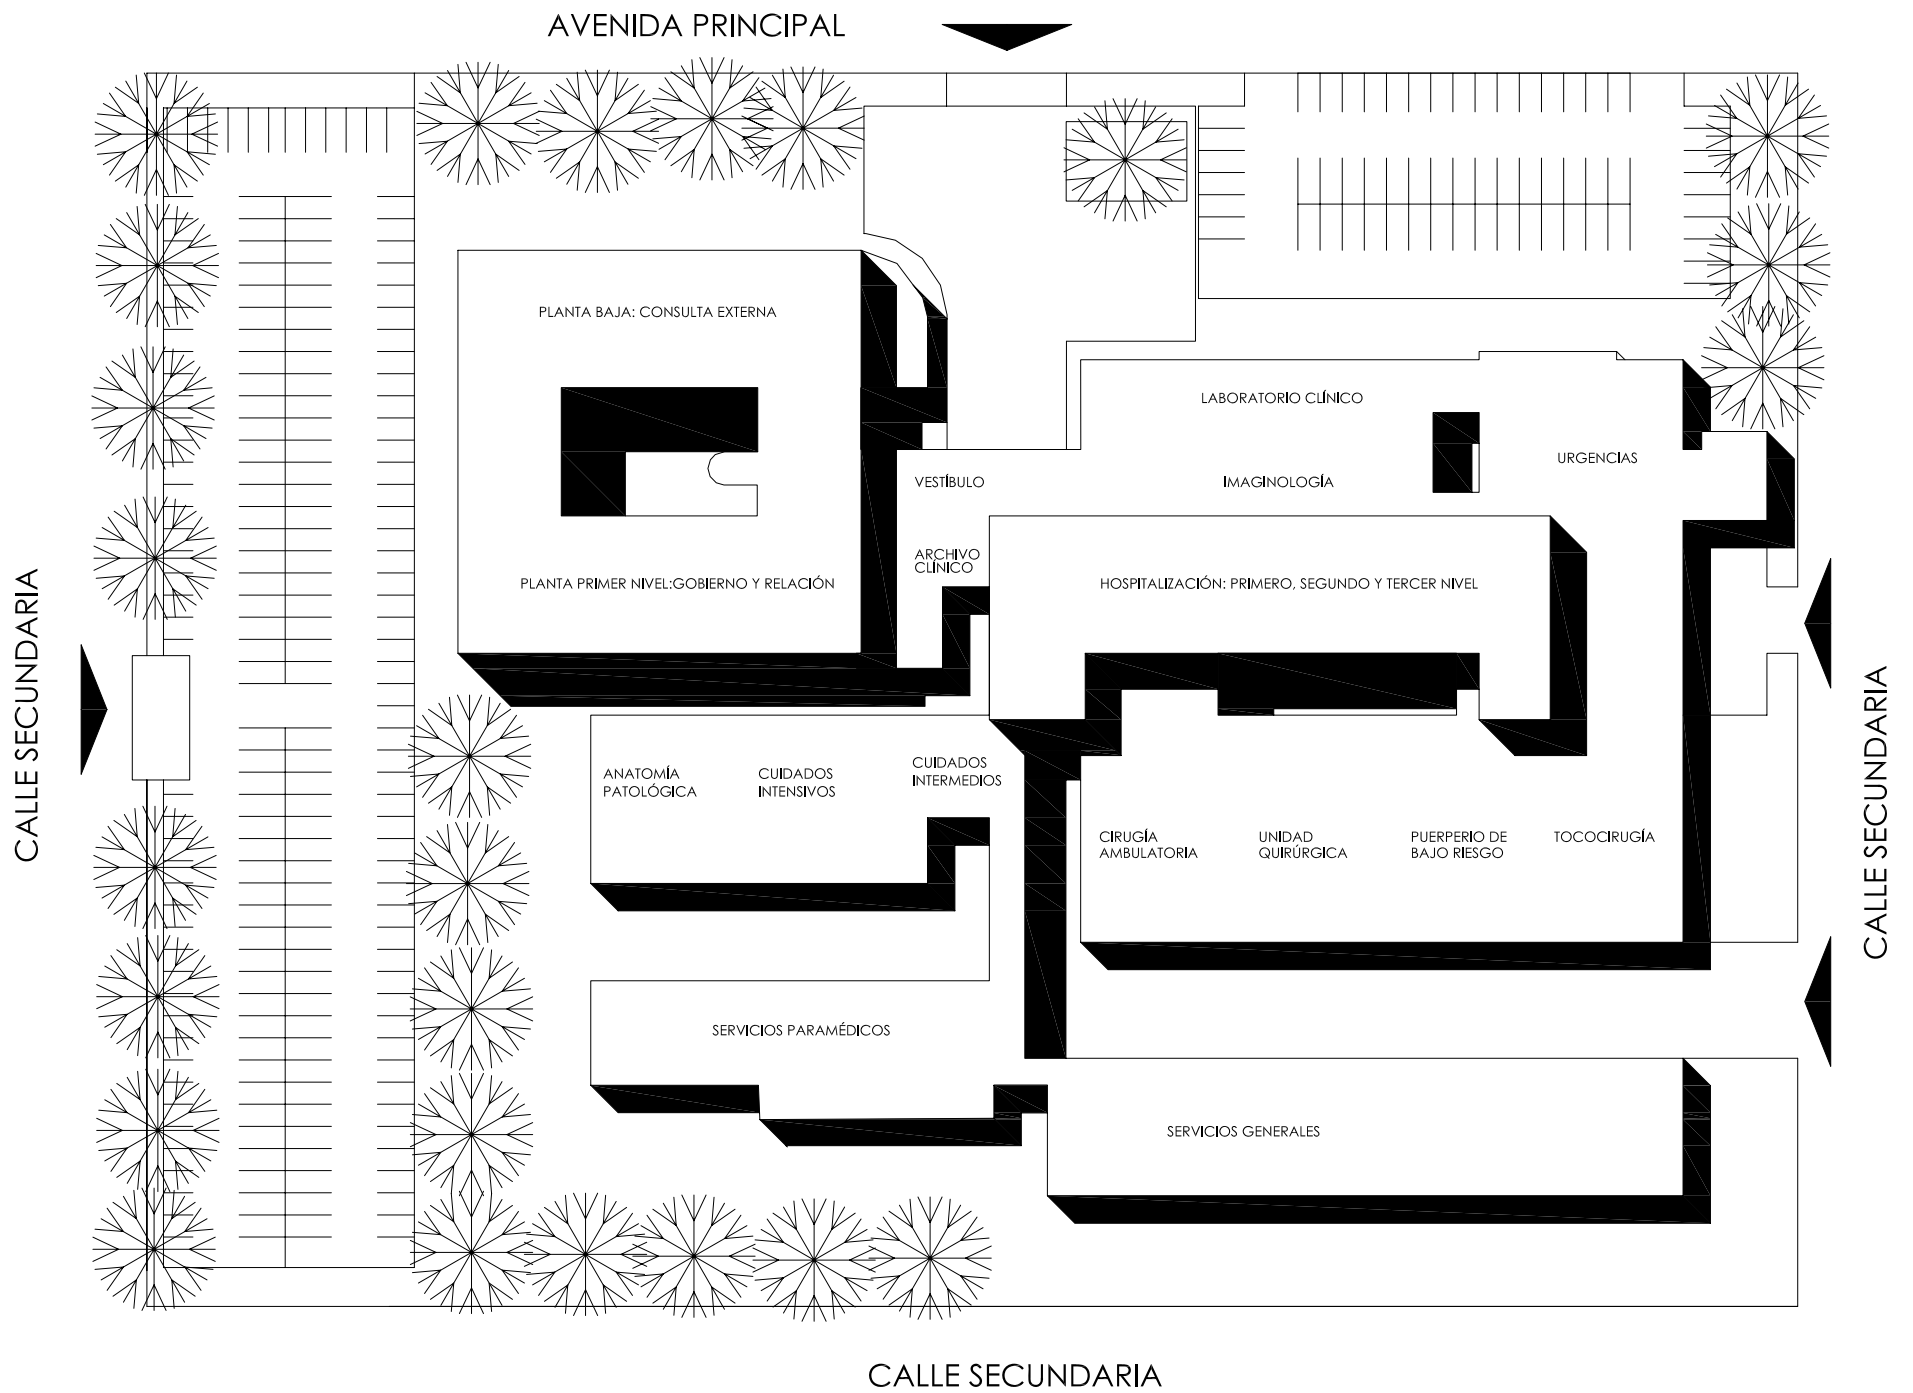 AVENIDA PRINCIPAL
PLANTA BAJA: CONSULTA EXTERNA
LABORATORIO CLÍNICO
URGENCIAS
VESTÍBULO
IMAGINOLOGÍA
ARCHIVO
CLÍNICO
PLANTA PRIMER NIVEL:GOBIERNO Y RELACIÓN
HOSPITALIZACIÓN: PRIMERO, SEGUNDO Y TERCER NIVEL
CALLE SECUNDARIA
CALLE SECUNDARIA
ANATOMÍA
PATOLÓGICA
CUIDADOS
INTENSIVOS
CUIDADOS
INTERMEDIOS
CIRUGÍA
AMBULATORIA
UNIDAD
QUIRÚRGICA
PUERPERIO DE
BAJO RIESGO
TOCOCIRUGÍA
SERVICIOS PARAMÉDICOS
SERVICIOS GENERALES
CALLE SECUNDARIA